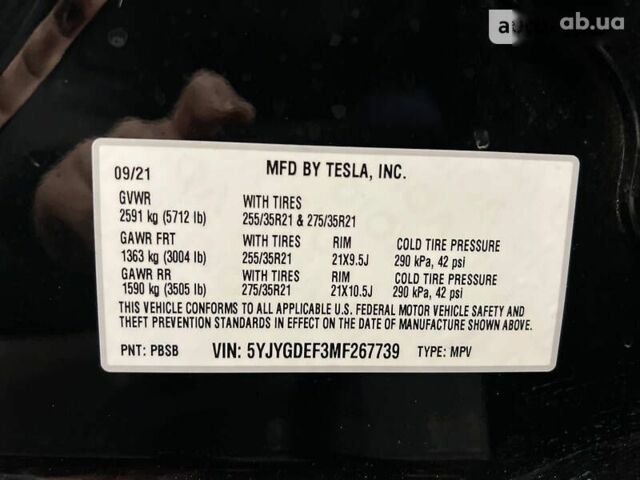 ab.ua
09/21 MFD BY TESLA, INC.
GVWR WITH TIRES
2591 kg (5712 lb) 255/35R21 & 275/35R21
GAWR FRT WITH TIRES RIM COLD TIRE PRESSURE
1363 kg (3004 lb) 255/35R21 21X9.5J 290 kPa, 42 psi
GAWR RR WITH TIRES RIM COLD TIRE PRESSURE
1590 kg (3505 lb) 275/35R21 21X10.5J 290 kPa, 42 psi
THIS VEHICLE CONFORMS TO ALL APPLICABLE U.S. FEDERAL MOTOR VEHICLE SAFETY AND
THEFT PREVENTION STANDARDS IN EFFECT ON THE DATE OF MANUFACTURE SHOWN ABOVE.
PNT: PBSB VIN: 5YJYGDEF3MF267739 TYPE: MPV